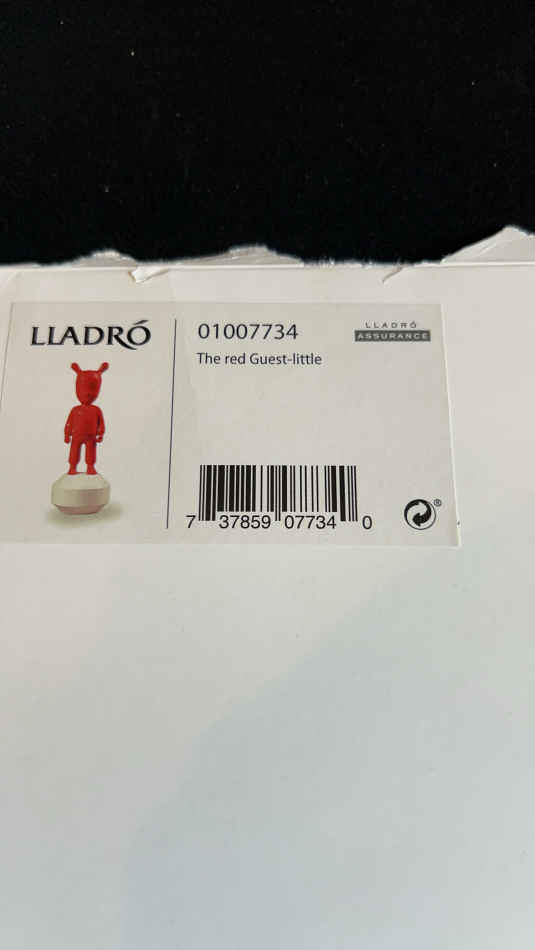 LLADRÓ
01007734
The red Guest-little
LLADRÓ
ASSURANCE
7 37859 07734 0
®